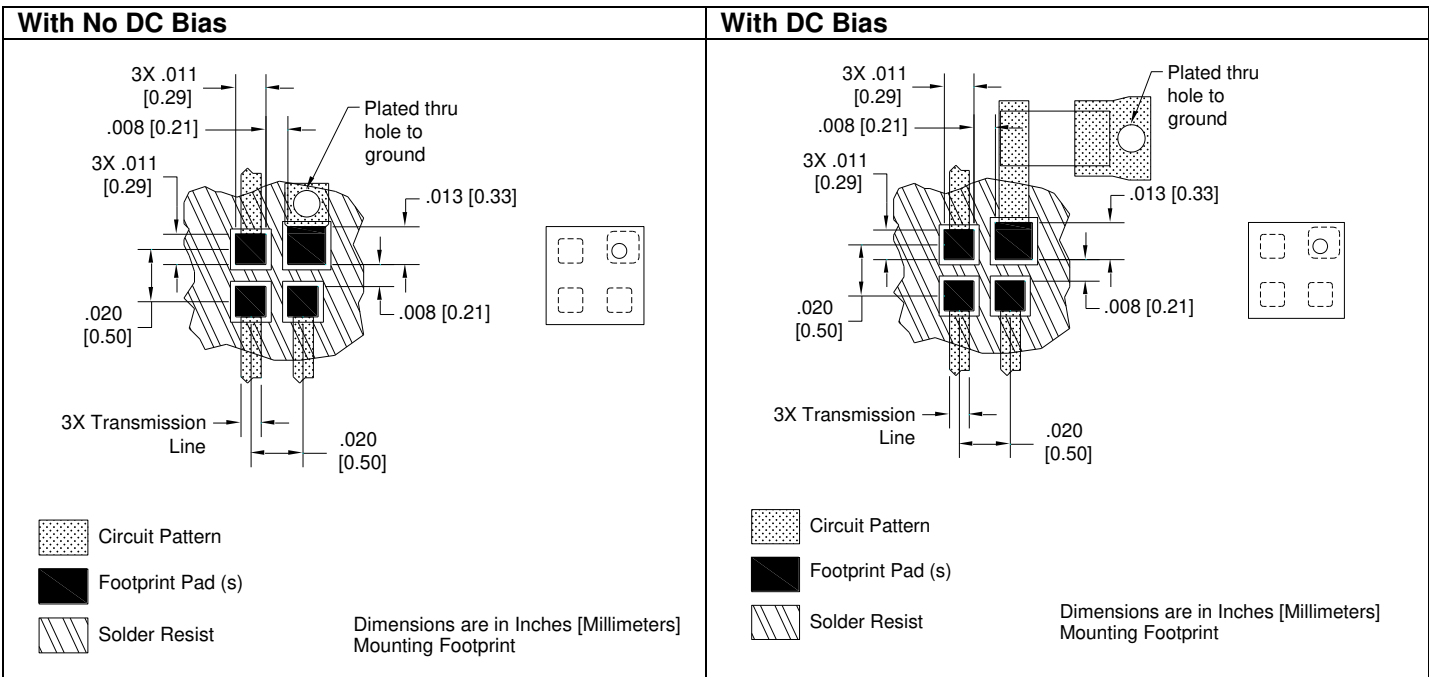 With No DC Bias
3X .011
[0.29]
.008 [0.21]
3X .011
[0.29]
Plated thru
hole to
ground
.013 [0.33]
.020
[0.50]
.008 [0.21]
3X Transmission
Line
.020
[0.50]
Circuit Pattern
Footprint Pad (s)
Solder Resist
Dimensions are in Inches [Millimeters]
Mounting Footprint
With DC Bias
3X .011
[0.29]
.008 [0.21]
3X .011
[0.29]
Plated thru
hole to
ground
.013 [0.33]
.020
[0.50]
.008 [0.21]
3X Transmission
Line
.020
[0.50]
Circuit Pattern
Footprint Pad (s)
Solder Resist
Dimensions are in Inches [Millimeters]
Mounting Footprint